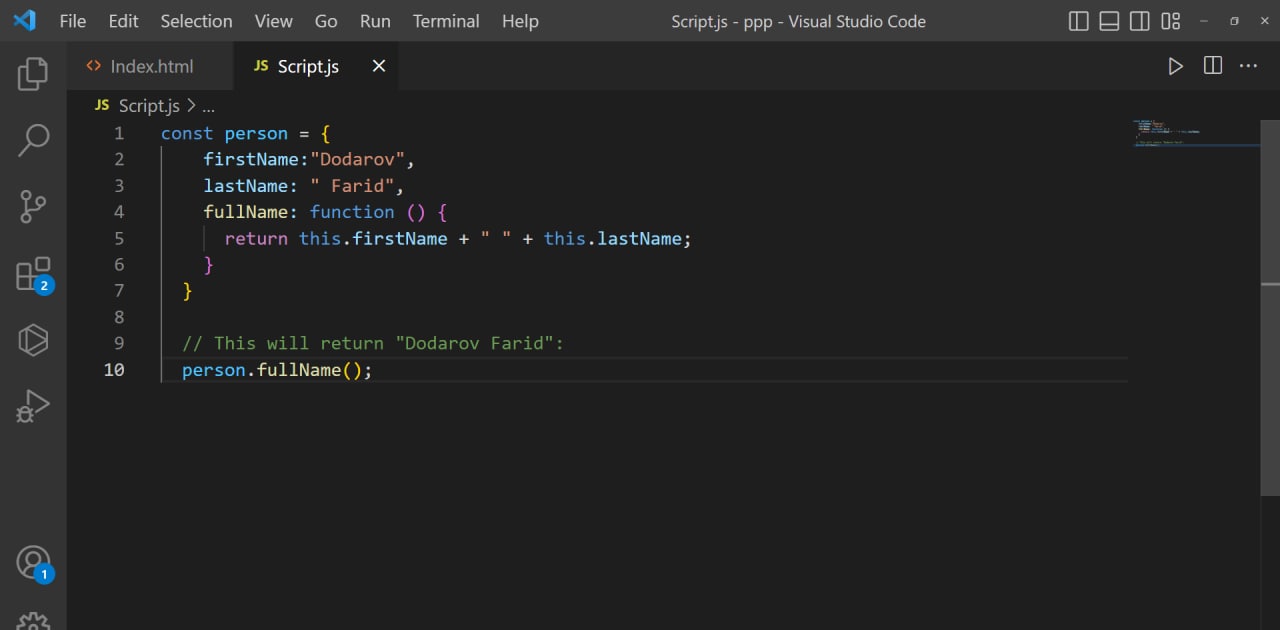 File Edit Selection View Go Run Terminal Help Script.js - ppp - Visual Studio Code
<> Index.html JS Script.js ×
JS Script.js > ...
1 const person = {
2 firstName:"Dodarov",
3 lastName: " Farid",
4 fullName: function () {
5 return this.firstName + " " + this.lastName;
6 }
7 }
8
9 // This will return "Dodarov Farid":
10 person.fullName();
2
1